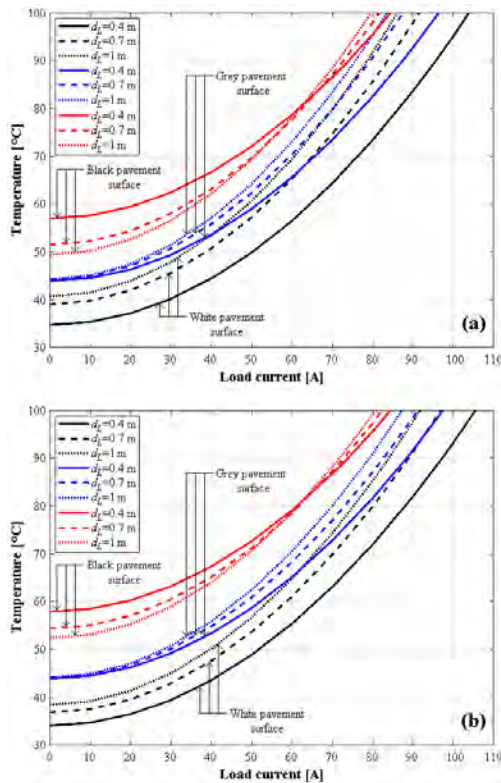 100
90
80
70
60
50
40
30
Temperature [°C]
d_L=0.4 m
d_L=0.7 m
d_L=1 m
d_L=0.4 m
d_L=0.7 m
d_L=1 m
d_L=0.4 m
d_L=0.7 m
d_L=1 m
Grey pavement
surface
Black pavement
surface
White pavement
surface
(a)
0 10 20 30 40 50 60 70 80 90 100 110
Load current [A]
100
90
80
70
60
50
40
30
Temperature [°C]
d_L=0.4 m
d_L=0.7 m
d_L=1 m
d_L=0.4 m
d_L=0.7 m
d_L=1 m
d_L=0.4 m
d_L=0.7 m
d_L=1 m
Grey pavement
surface
Black pavement
surface
White pavement
surface
(b)
0 10 20 30 40 50 60 70 80 90 100 110
Load current [A]